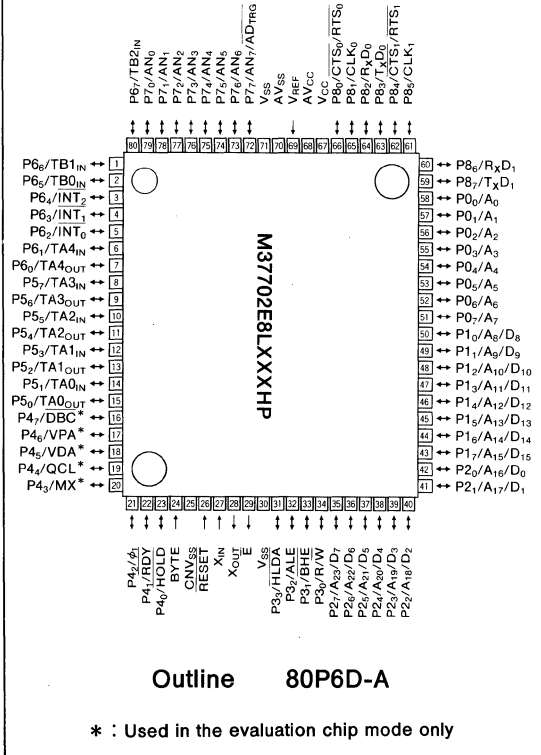 P6₇/TB2IN
P7₀/AN₀
P7₁/AN₁
P7₂/AN₂
P7₃/AN₃
P7₄/AN₄
P7₅/AN₅
P7₆/AN₆
P7₇/AN₇/ADTRG
VSS
AVSS
VREF
AVCC
VCC
P8₀/CTS₀/RTS₀
P8₁/CLK₀
P8₂/RXD₀
P8₃/TXD₀
P8₄/CTS₁/RTS₁
P8₅/CLK₁
80 79 78 77 76 75 74 73 72 71 70 69 68 67 66 65 64 63 62 61
P6₆/TB1IN ↔ 1
P6₅/TB0IN ↔ 2
P6₄/INT₂ ↔ 3
P6₃/INT₁ ↔ 4
P6₂/INT₀ ↔ 5
P6₁/TA4IN ↔ 6
P6₀/TA4OUT ↔ 7
P5₇/TA3IN ↔ 8
P5₆/TA3OUT ↔ 9
P5₅/TA2IN ↔ 10
P5₄/TA2OUT ↔ 11
P5₃/TA1IN ↔ 12
P5₂/TA1OUT ↔ 13
P5₁/TA0IN ↔ 14
P5₀/TA0OUT ↔ 15
P4₇/DBC* ↔ 16
P4₆/VPA* ↔ 17
P4₅/VDA* ↔ 18
P4₄/QCL* ↔ 19
P4₃/MX* ↔ 20
M37702E8LXXXHP
60 ↔ P8₆/RXD₁
59 ↔ P8₇/TXD₁
58 ↔ P0₀/A₀
57 ↔ P0₁/A₁
56 ↔ P0₂/A₂
55 ↔ P0₃/A₃
54 ↔ P0₄/A₄
53 ↔ P0₅/A₅
52 ↔ P0₆/A₆
51 ↔ P0₇/A₇
50 ↔ P1₀/A₈/D₈
49 ↔ P1₁/A₉/D₉
48 ↔ P1₂/A₁₀/D₁₀
47 ↔ P1₃/A₁₁/D₁₁
46 ↔ P1₄/A₁₂/D₁₂
45 ↔ P1₅/A₁₃/D₁₃
44 ↔ P1₆/A₁₄/D₁₄
43 ↔ P1₇/A₁₅/D₁₅
42 ↔ P2₀/A₁₆/D₀
41 ↔ P2₁/A₁₇/D₁
21 22 23 24 25 26 27 28 29 30 31 32 33 34 35 36 37 38 39 40
P4₂/ϕ₁
P4₁/RDY
P4₀/HOLD
BYTE
CNVSS
RESET
XIN
XOUT
E
VSS
P3₃/HLDA
P3₂/ALE
P3₁/BHE
P3₀/R/W
P2₇/A₂₃/D₇
P2₆/A₂₂/D₆
P2₅/A₂₁/D₅
P2₄/A₂₀/D₄
P2₃/A₁₉/D₃
P2₂/A₁₈/D₂
Outline 80P6D-A
* : Used in the evaluation chip mode only